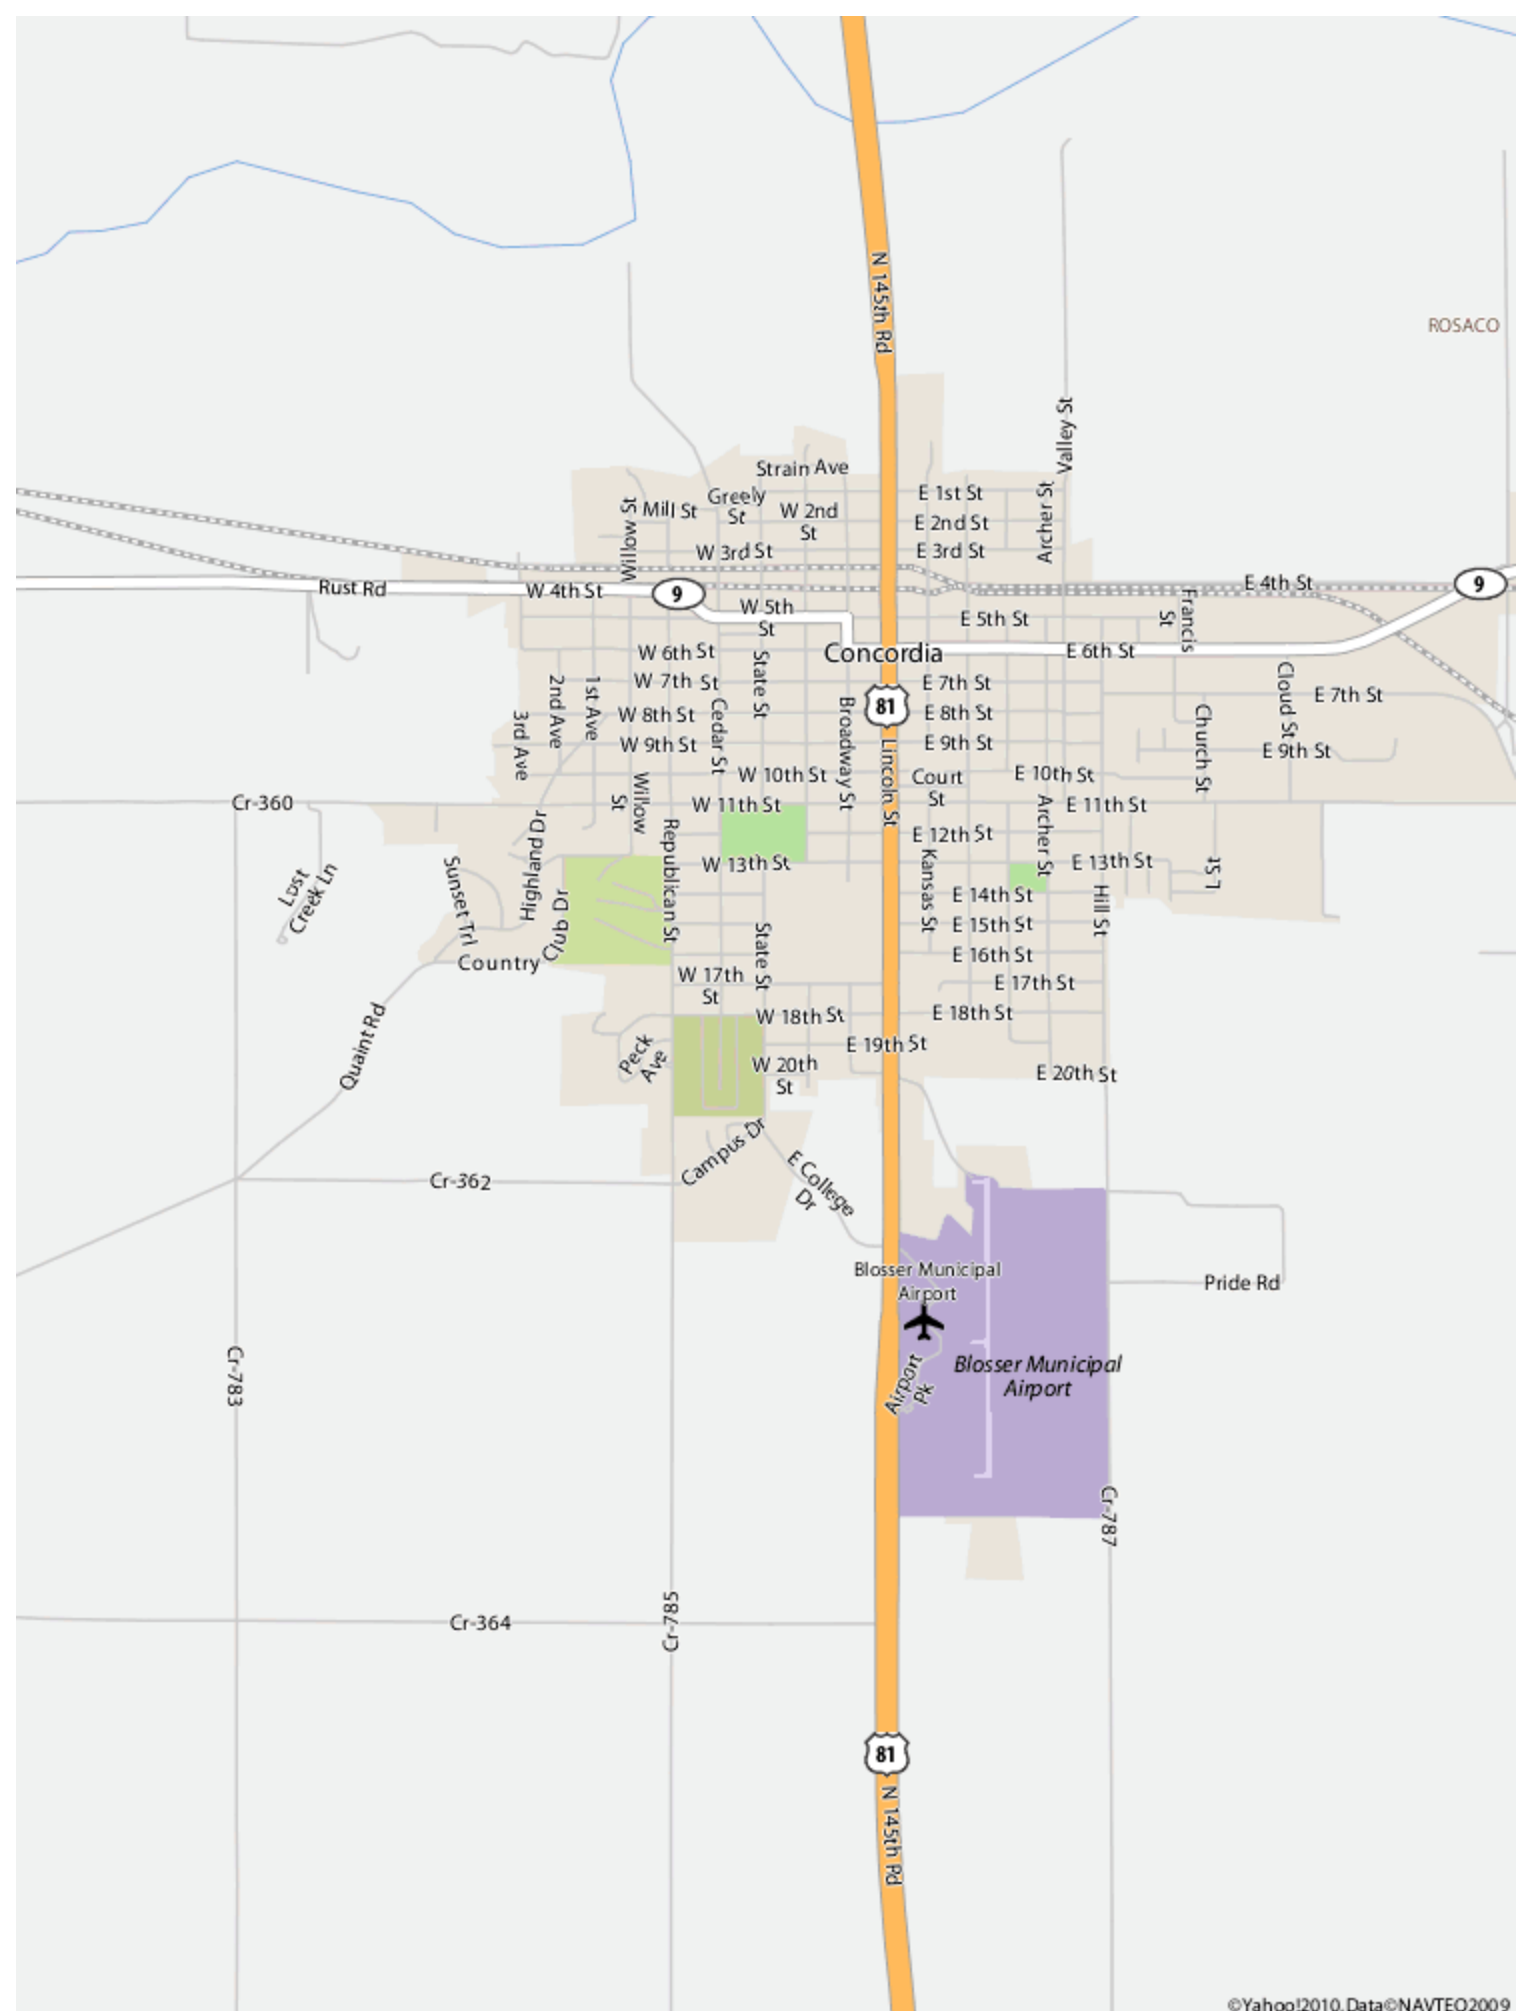 N 145th Rd
ROSACO
Valley St
Strain Ave
Greely
St
Mill St
W 2nd
St
E 1st St
E 2nd St
E 3rd St
Archer St
Willow St
W 3rd St
Rust Rd
W 4th St
9
E 4th St
9
W 5th
St
E 5th St
Francis
St
W 6th St
Concordia
E 6th St
State St
W 7th St
E 7th St
E 7th St
Cloud St
2nd Ave
1st Ave
3rd Ave
W 8th St
81
E 8th St
Cedar St
Broadway St
Church St
W 9th St
Lincoln St
E 9th St
E 9th St
W 10th St
Court
St
E 10th St
Willow
St
Cr-360
W 11th St
Archer St
E 11th St
Highland Dr
Republican St
E 12th St
Lost
Creek Ln
Sunset Trl
W 13th St
Kansas St
E 13th St
L St
Hill St
E 14th St
E 15th St
Country
Club Dr
State St
E 16th St
W 17th
St
E 17th St
Quaint Rd
W 18th St
E 18th St
Peck
Ave
E 19th St
W 20th
St
E 20th St
Campus Dr
Cr-362
E College
Dr
Blosser Municipal
Airport
Pride Rd
Cr-783
Airport
Pk
Blosser Municipal
Airport
Cr-787
Cr-364
Cr-785
81
N 145th Rd
©Yahoo!2010,Data©NAVTEQ2009